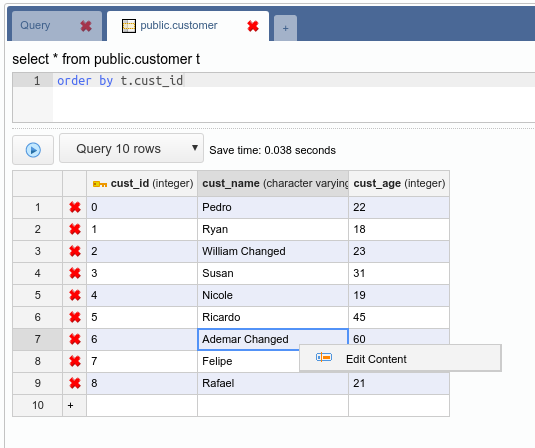 Query public.customer +
select * from public.customer t
1 order by t.cust_id
Query 10 rows Save time: 0.038 seconds
cust_id (integer) cust_name (character varying cust_age (integer)
1 0 Pedro 22
2 1 Ryan 18
3 2 William Changed 23
4 3 Susan 31
5 4 Nicole 19
6 5 Ricardo 45
7 6 Ademar Changed 60
8 7 Felipe
Edit Content
9 8 Rafael 21
10 +